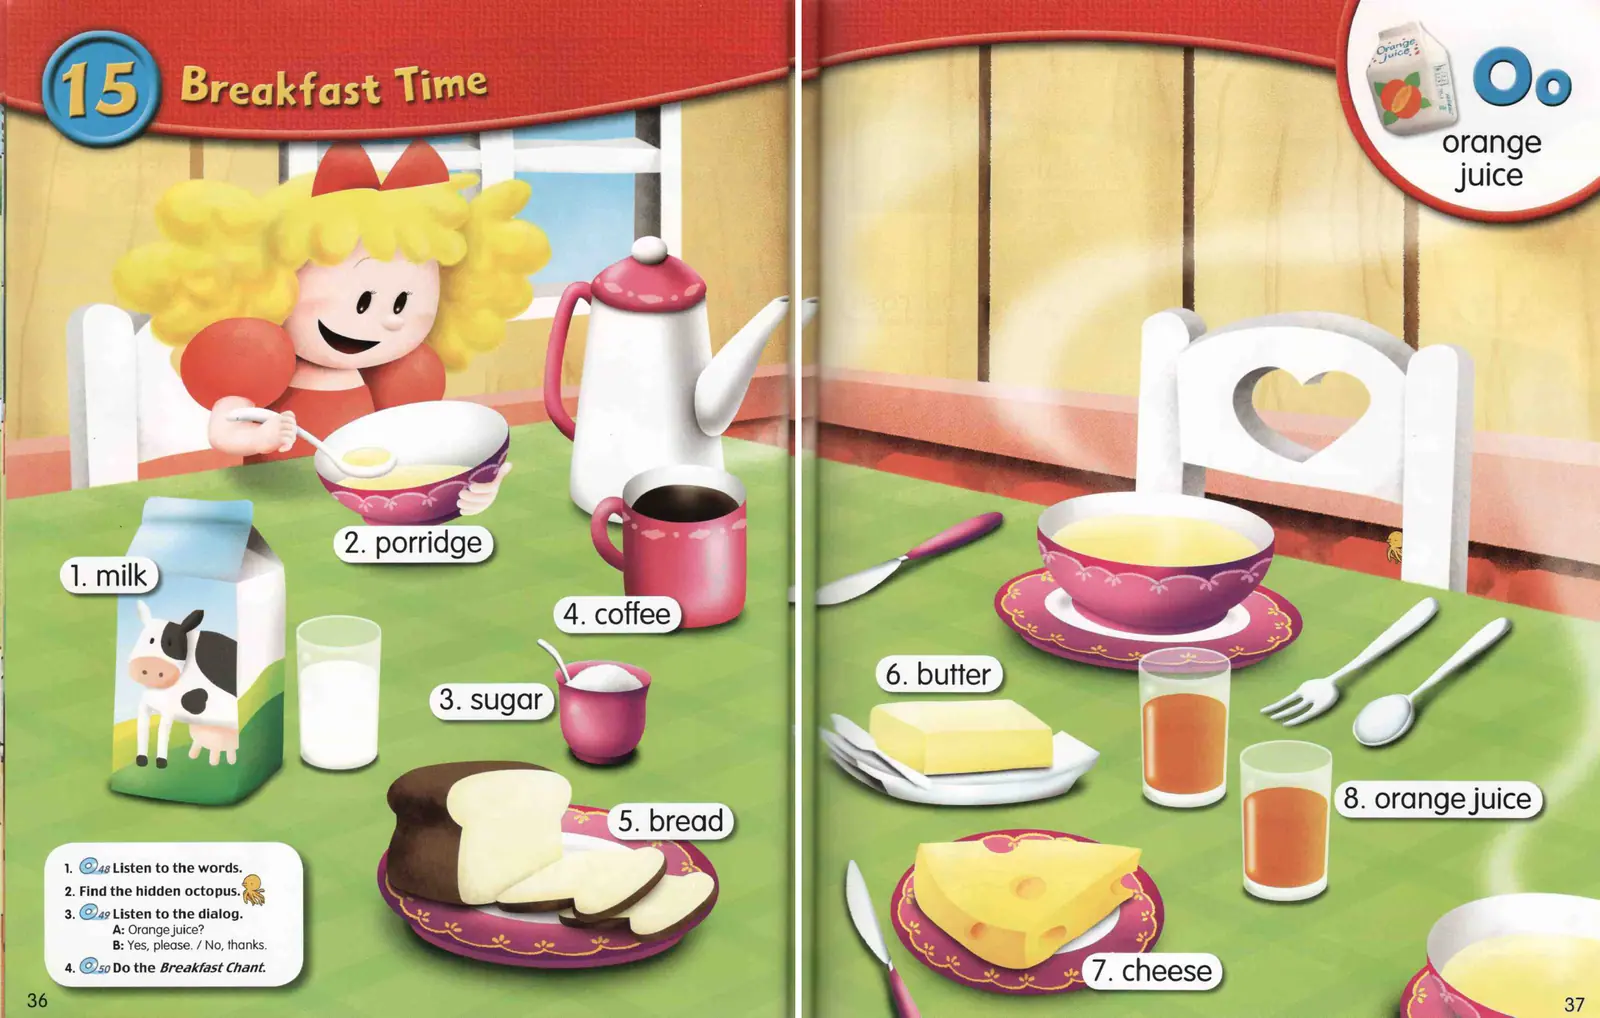 15 Breakfast Time
1. milk
2. porridge
4. coffee
3. sugar
5. bread
1. 48 Listen to the words.
2. Find the hidden octopus.
3. 49 Listen to the dialog.
A: Orange juice?
B: Yes, please. / No, thanks.
4. 50 Do the Breakfast Chant.
36
Orange
Juice
Oo
orange
juice
6. butter
8. orange juice
7. cheese
37